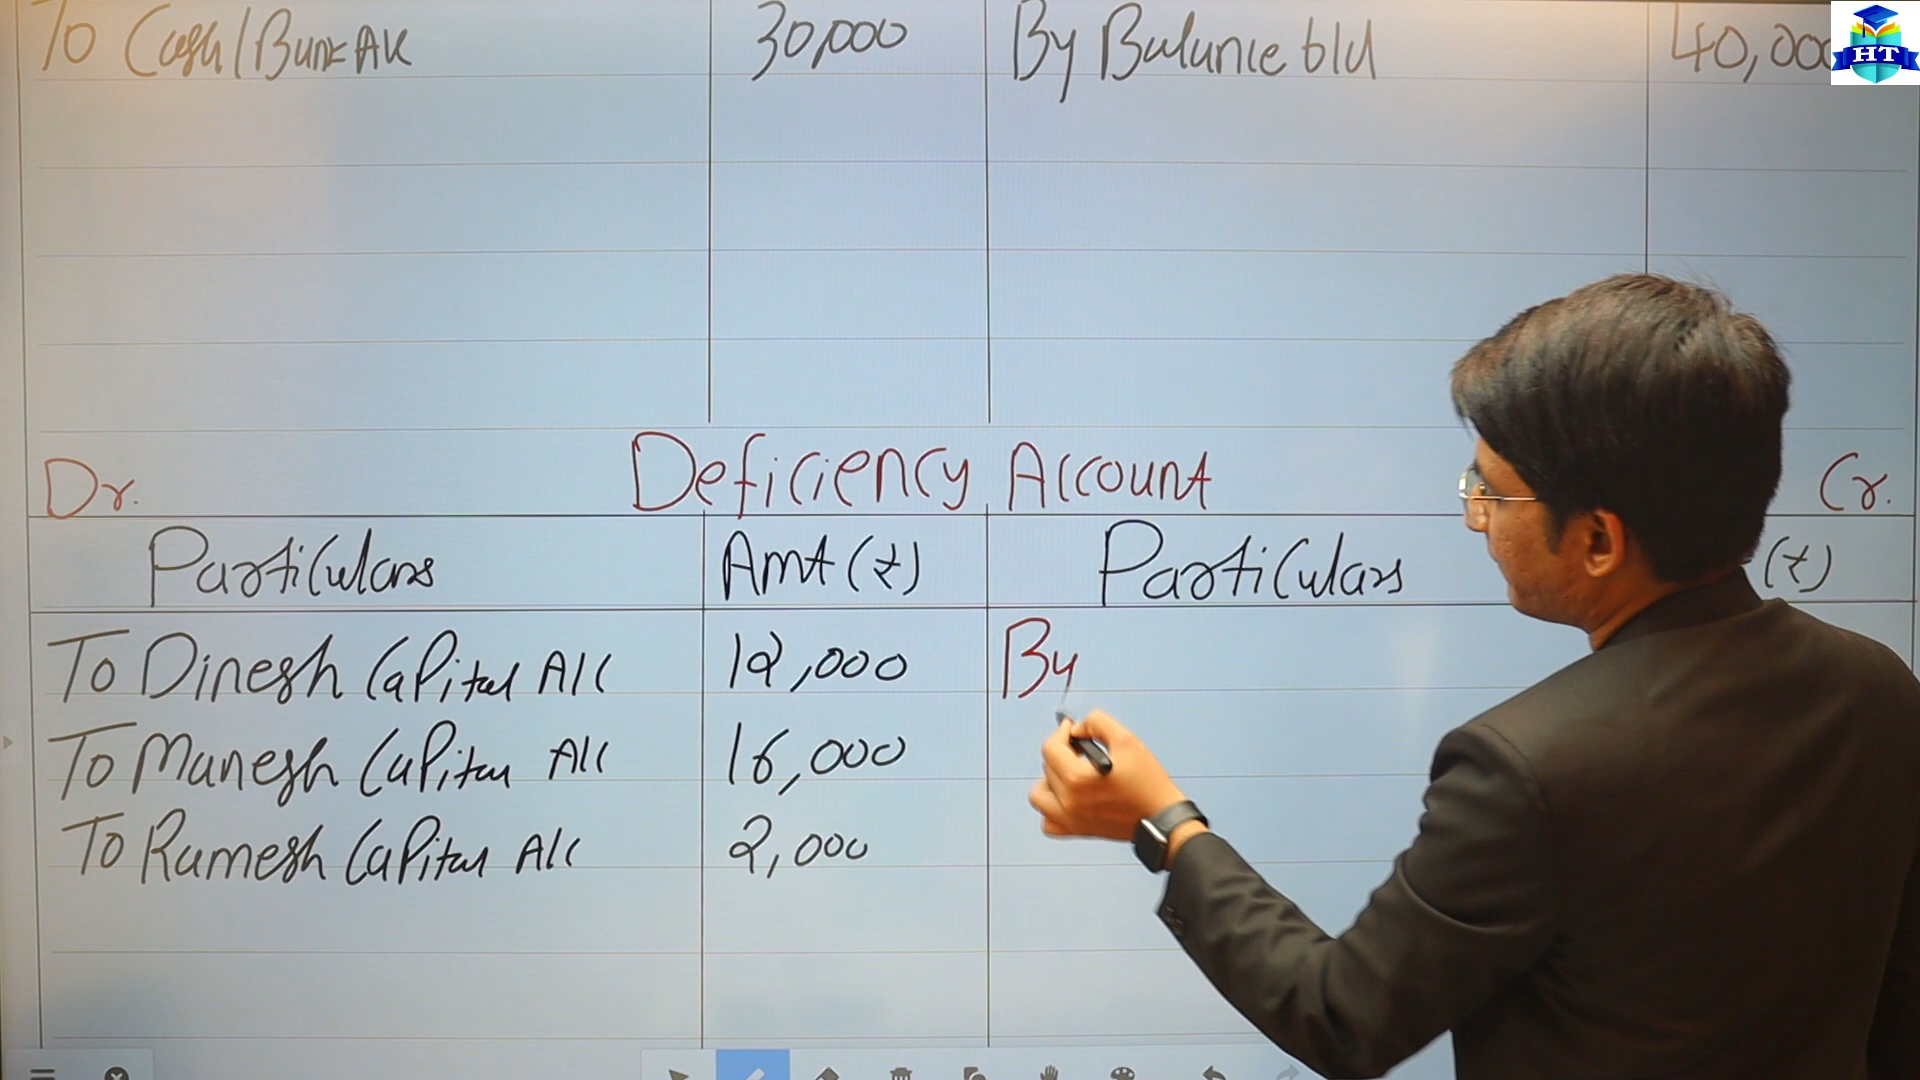 To Cash/Bank A/c 30,000 By Balance b/d 40,000
HT
Dr. Deficiency Account Cr.
Particulars Amt (₹) Particulars (₹)
To Dinesh Capital A/c 12,000 By
To Manesh Capital A/c 16,000
To Ramesh Capital A/c 2,000